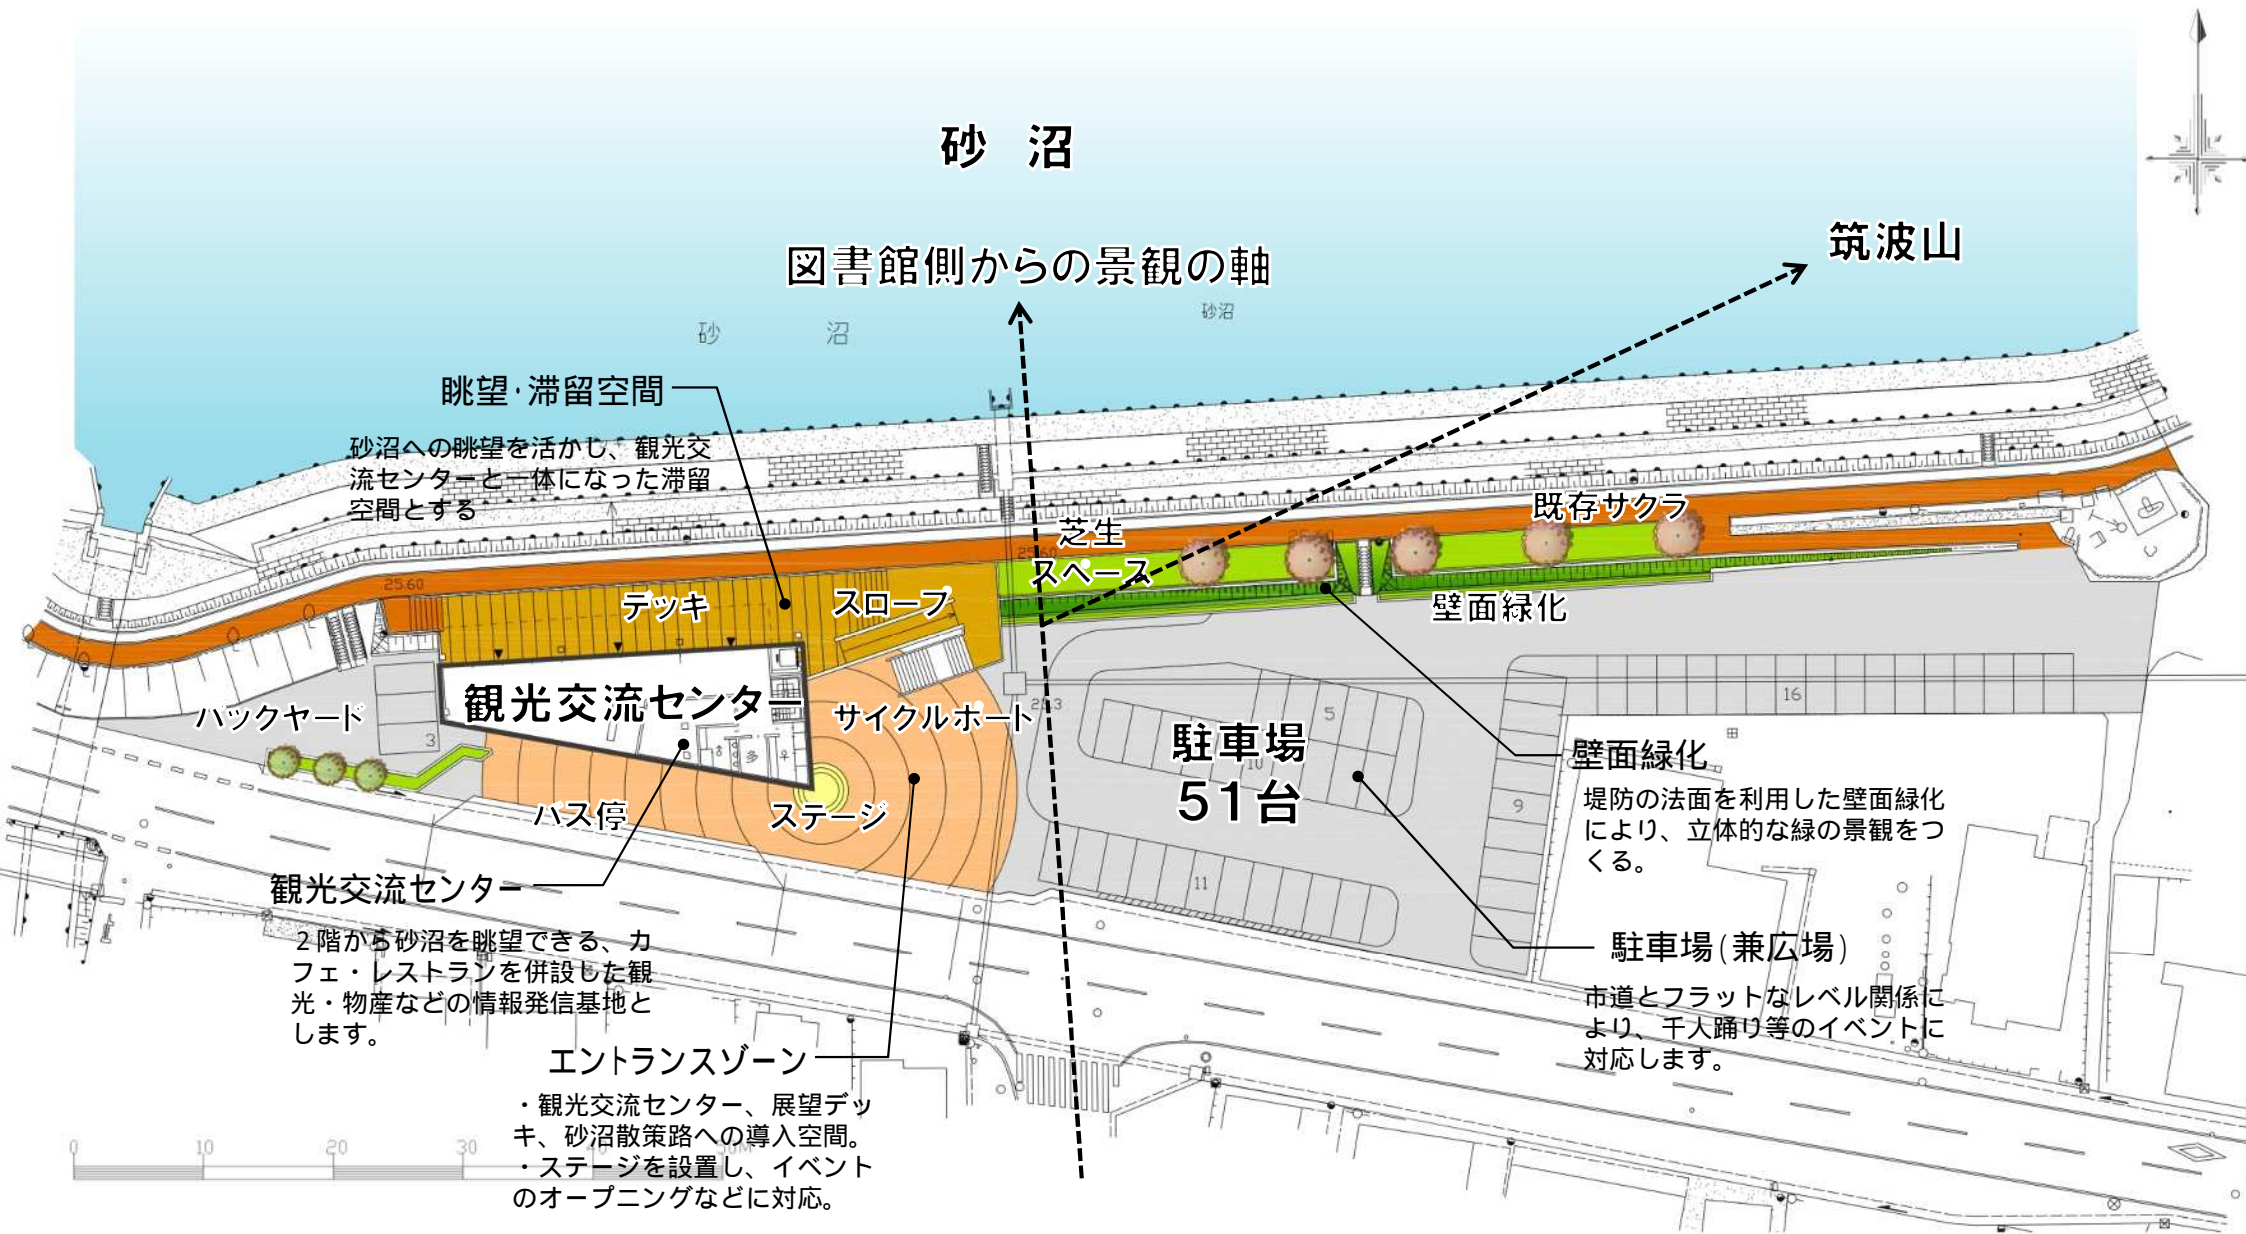 砂 沼
筑波山
図書館側からの景観の軸
砂沼
砂 沼
眺望・滞留空間
砂沼への眺望を活かし、観光交
流センターと一体になった滞留
空間とする
既存サクラ
芝生
スペース
25.60
25.60
25.60
デッキ
スロープ
壁面緑化
観光交流センター
バックヤード
3
サイクルポート
25.3
5
16
駐車場
51台
10
9
11
多
バス停
ステージ
壁面緑化
堤防の法面を利用した壁面緑化
により、立体的な緑の景観をつ
くる。
観光交流センター
2階から砂沼を眺望できる、カ
フェ・レストランを併設した観
光・物産などの情報発信基地と
します。
駐車場(兼広場)
市道とフラットなレベル関係に
より、千人踊り等のイベントに
対応します。
エントランスゾーン
・観光交流センター、展望デッ
キ、砂沼散策路への導入空間。
・ステージを設置し、イベント
のオープニングなどに対応。
0 10 20 30 40 50M